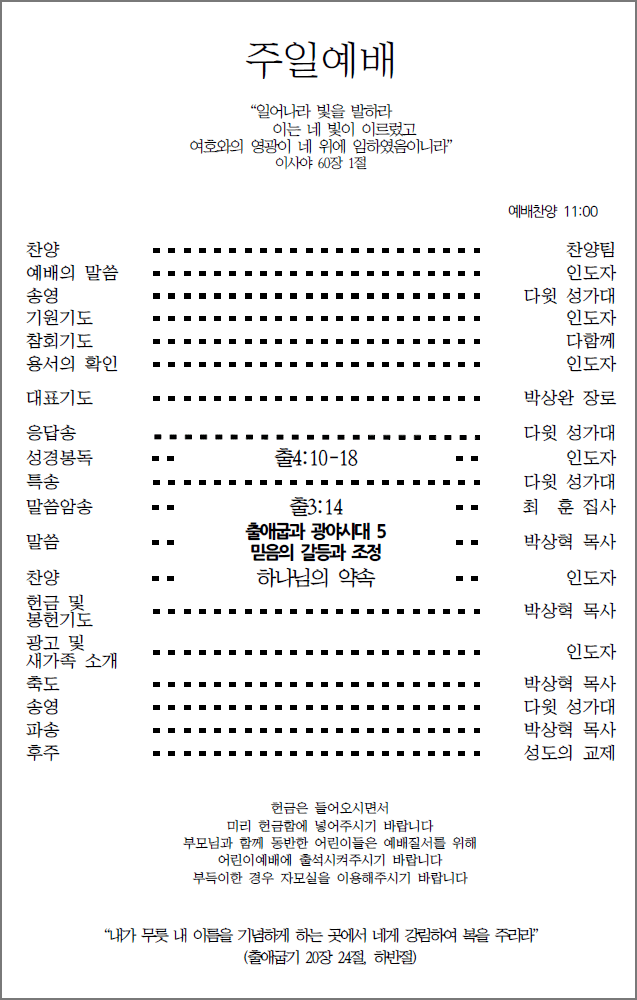 주일예배
“일어나라 빛을 발하라
이는 네 빛이 이르렀고
여호와의 영광이 네 위에 임하였음이니라”
이사야 60장 1절
예배찬양 11:00
찬양 찬양팀
예배의 말씀 인도자
송영 다윗 성가대
기원기도 인도자
참회기도 다함께
용서의 확인 인도자
대표기도 박상완 장로
응답송 다윗 성가대
성경봉독 출4:10-18 인도자
특송 다윗 성가대
말씀암송 출3:14 최 훈 집사
말씀 출애굽과 광야시대 5 박상혁 목사
믿음의 갈등과 조정
찬양 하나님의 약속 인도자
헌금 및
봉헌기도 박상혁 목사
광고 및
새가족 소개 인도자
축도 박상혁 목사
송영 다윗 성가대
파송 박상혁 목사
후주 성도의 교제
헌금은 들어오시면서
미리 헌금함에 넣어주시기 바랍니다
부모님과 함께 동반한 어린이들은 예배질서를 위해
어린이예배에 출석시켜주시기 바랍니다
부득이한 경우 자모실을 이용해주시기 바랍니다
“내가 무릇 내 이름을 기념하게 하는 곳에서 네게 강림하여 복을 주리라”
(출애굽기 20장 24절, 하반절)